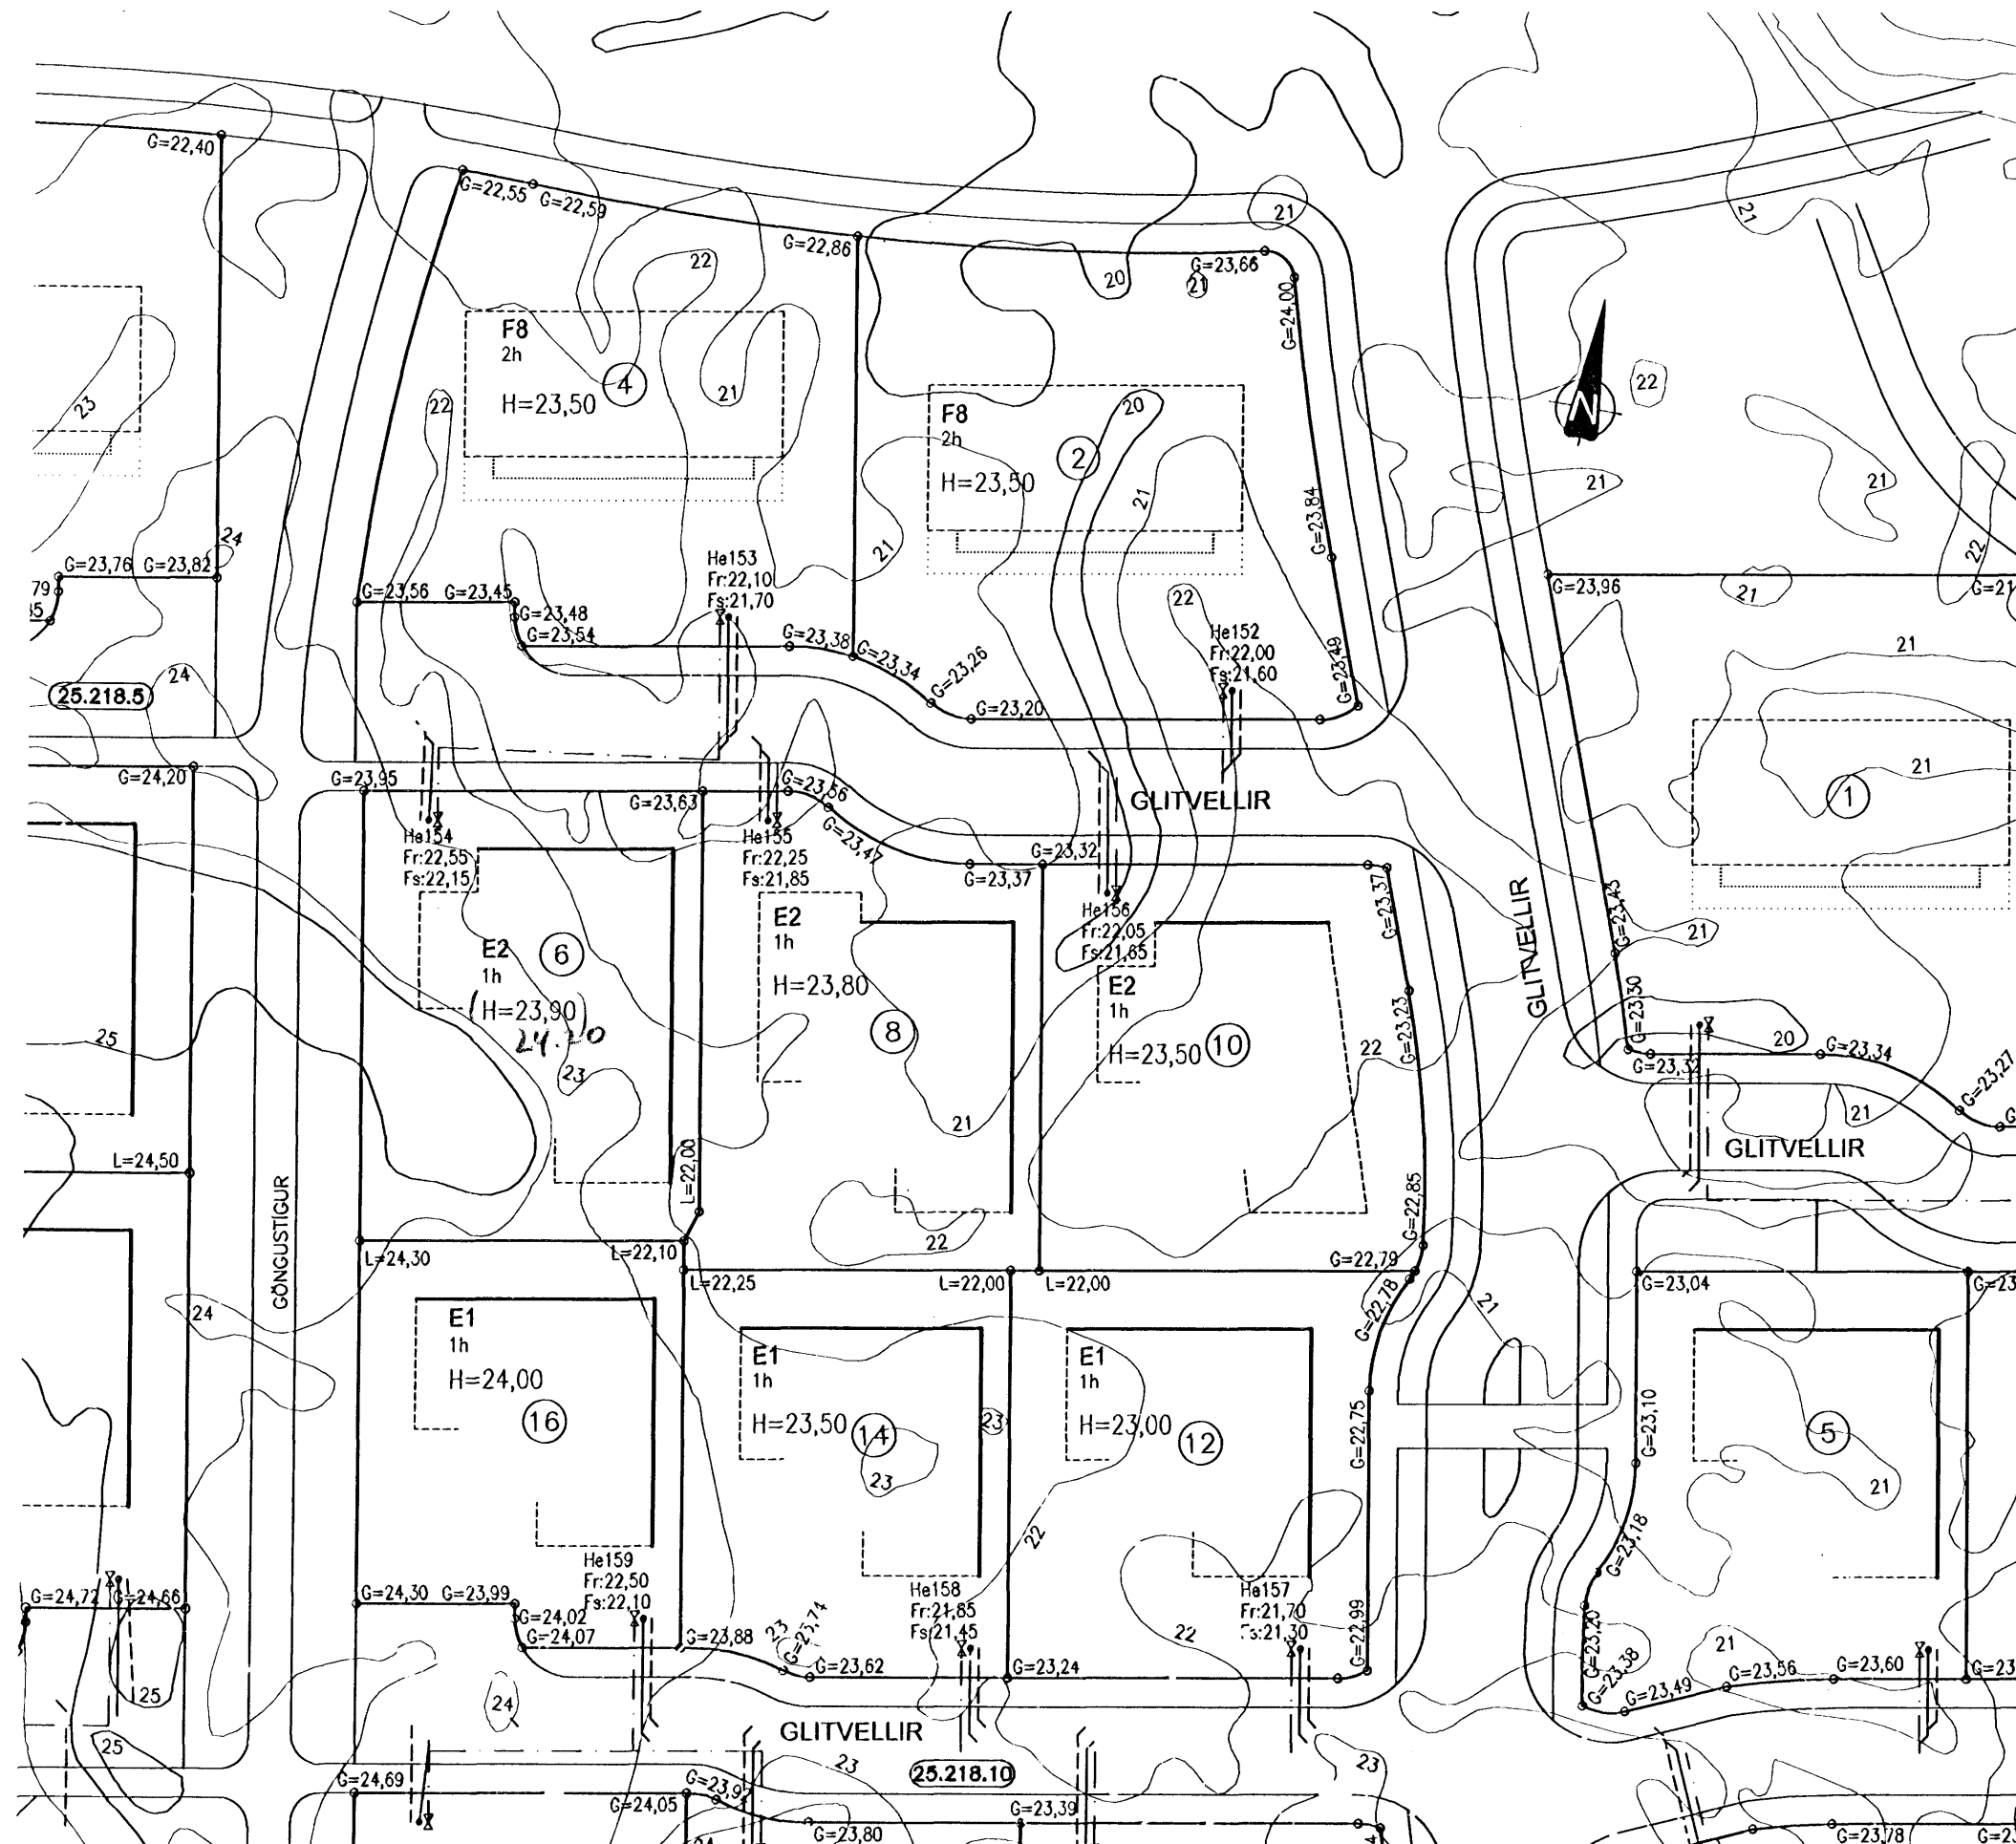 G=22,40
G=22,55
G=22,59
G=22,86
21
G=23,66
21
20
G=24,00
21
22
F8
2h
H=23,50
4
21
22
23
F8
2h
H=23,50
2
20
N
22
21
21
21
21
G=23,84
22
24
G=23,76
G=23,82
79
G=23,56
G=23,45
G=23,48
G=23,54
He153
Fr:22,10
Fs:21,70
G=23,38
G=23,34
G=23,26
G=23,20
22
He152
Fr:22,00
Fs:21,60
G=23,49
G=23,96
21
21
25.218.5
24
G=24,20
G=23,95
G=23,63
G=23,56
G=23,47
GLITVELLIR
21
1
He154
Fr:22,55
Fs:22,15
He155
Fr:22,25
Fs:21,85
G=23,37
G=23,32
G=23,37
He156
Fr:22,05
Fs:21,65
GLITVELLIR
G=23,43
21
E2
1h
(H=23,90)
24.20
6
E2
1h
H=23,80
8
E2
1h
H=23,50
10
G=23,23
22
G=23,30
20
G=23,34
G=23,27
25
23
21
21
GLITVELLIR
L=24,50
L=22,00
22
G=22,85
GÖNGUSTÍGUR
L=24,30
L=22,10
L=22,25
L=22,00
L=22,00
G=22,79
G=22,78
21
G=23,04
24
E1
1h
H=24,00
16
E1
1h
H=23,50
14
23
23
E1
1h
H=23,00
12
G=22,75
G=23,10
5
21
22
G=23,18
He159
Fr:22,50
Fs:22,10
He158
Fr:21,85
Fs:21,45
He157
Fr:21,70
Fs:21,30
G=24,72
G=24,66
G=24,30
G=23,99
G=24,02
G=24,07
G=23,88
23
G=23,62
G=23,24
22
G=22,99
G=23,20
G=23,38
G=23,49
21
G=23,56
G=23,60
25
24
25
GLITVELLIR
23
25.218.10
23
G=24,69
G=24,05
G=23,39
G=23,80
G=23,78